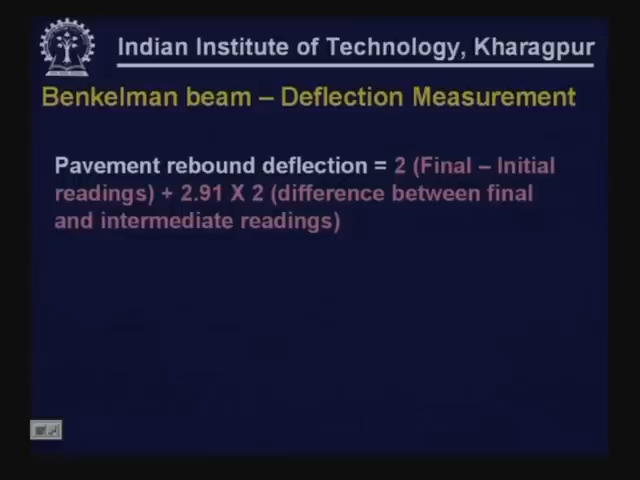 Indian Institute of Technology, Kharagpur
Benkelman beam – Deflection Measurement
Pavement rebound deflection = 2 (Final – Initial
readings) + 2.91 X 2 (difference between final
and intermediate readings)